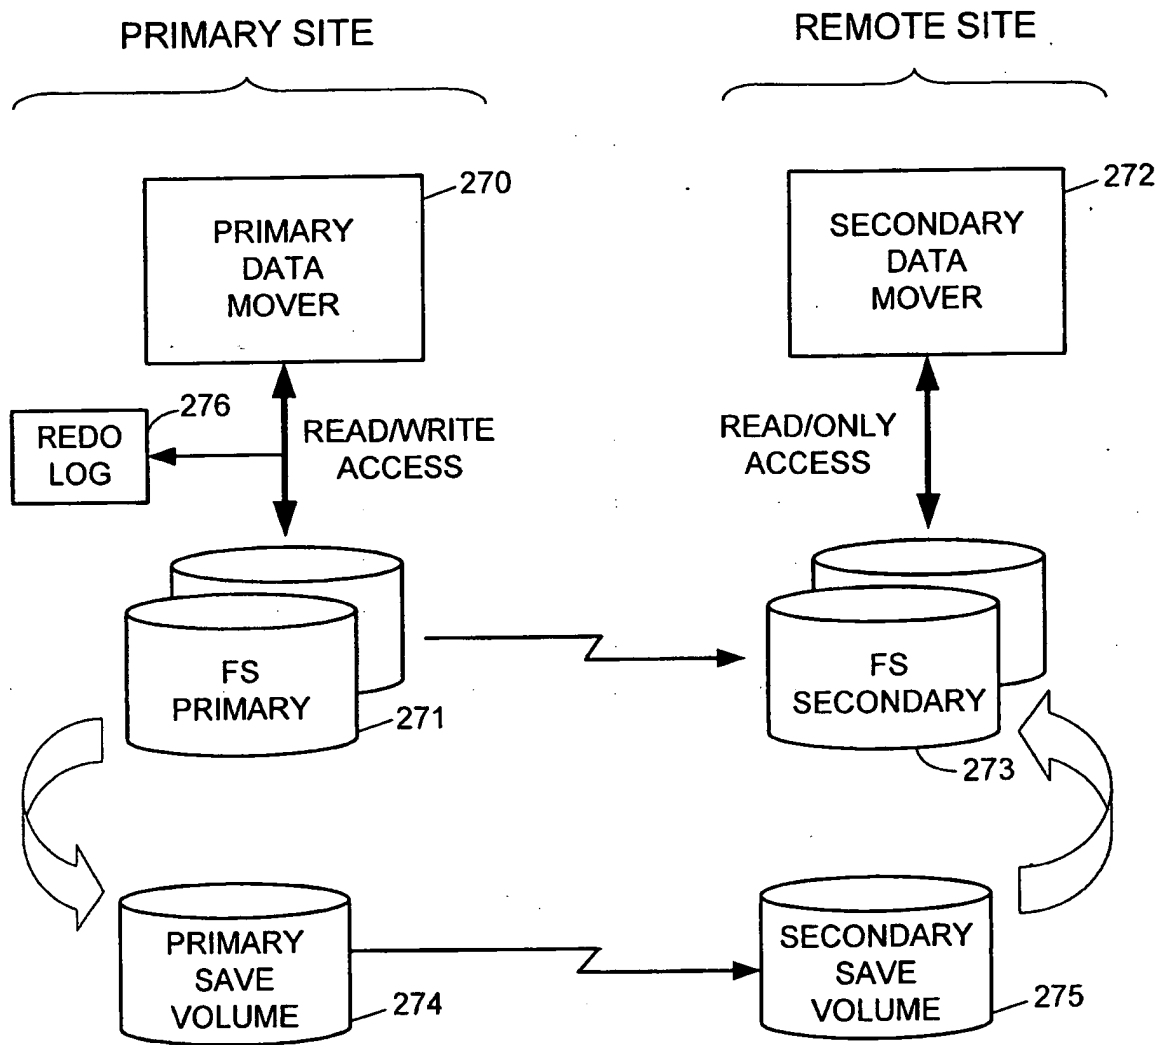 PRIMARY SITE
REMOTE SITE
270
PRIMARY
DATA
MOVER
272
SECONDARY
DATA
MOVER
276
REDO
LOG
READ/WRITE
ACCESS
READ/ONLY
ACCESS
FS
PRIMARY
271
FS
SECONDARY
273
PRIMARY
SAVE
VOLUME
274
SECONDARY
SAVE
VOLUME
275